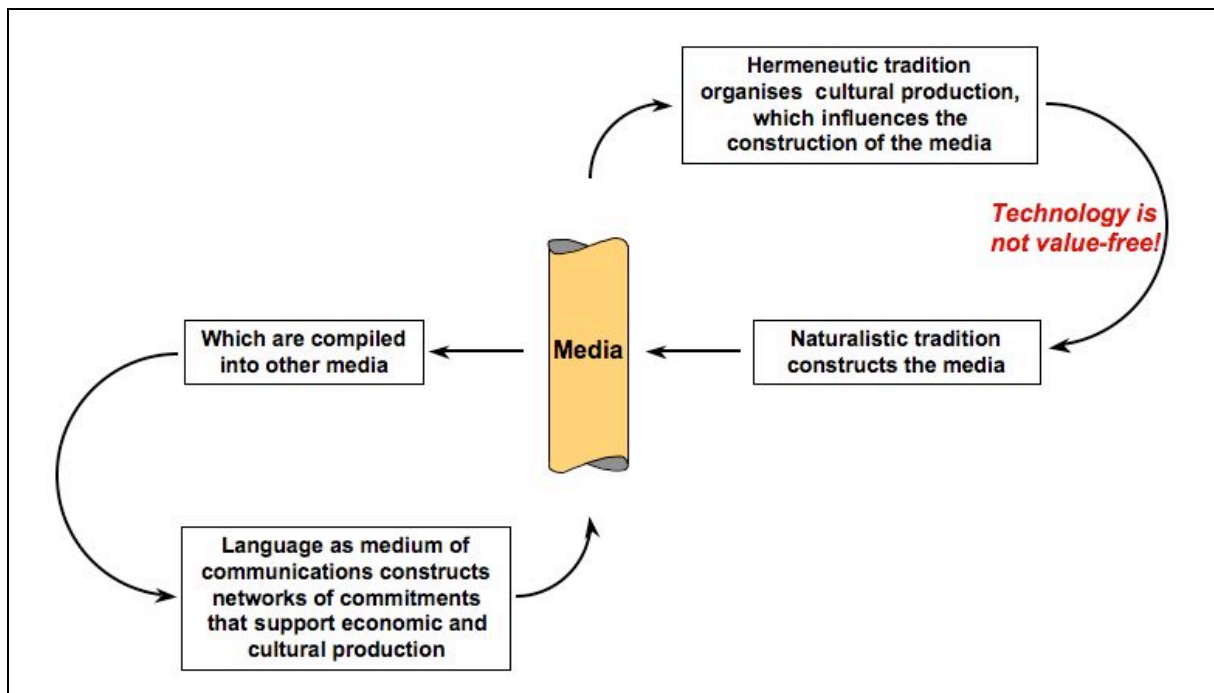 Hermeneutic tradition
organises cultural production,
which influences the
construction of the media
Technology is
not value-free!
Which are compiled
into other media
Media
Naturalistic tradition
constructs the media
Language as medium of
communications constructs
networks of commitments
that support economic and
cultural production